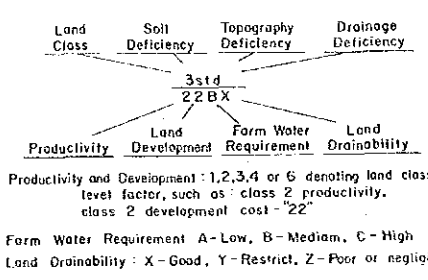 Land Class Soil Deficiency Topography Deficiency Drainage Deficiency
3std
22BX
Productivity Land Development Farm Water Requirement Land Drainability
Productivity and Development : 1,2,3,4 or 6 denoting land clas
level factor, such as : class 2 productivity.
class 2 development cost - "22"
Farm Water Requirement A-Low, B-Medium, C-High
Land Drainability : X-Good, Y-Restrict, Z-Poor or neglig